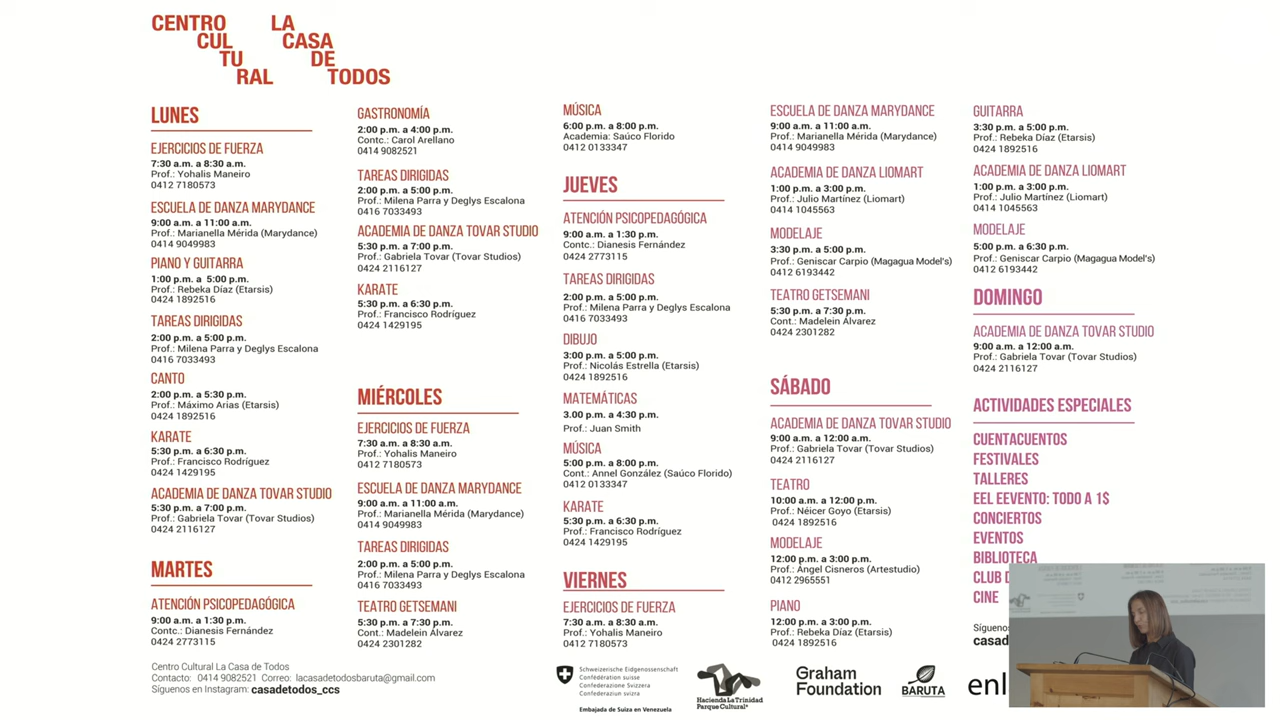 CENTRO
CUL
TU
RAL
LA
CASA
DE
TODOS
LUNES
EJERCICIOS DE FUERZA
7:30 a.m. a 8:30 a.m.
Prof.: Yohalis Maneiro
0412 7180573
ESCUELA DE DANZA MARYDANCE
9:00 a.m. a 11:00 a.m.
Prof.: Marianella Mérida (Marydance)
0414 9049983
PIANO Y GUITARRA
1:00 p.m. a 5:00 p.m.
Prof.: Rebeka Díaz (Etarsis)
0424 1892516
TAREAS DIRIGIDAS
2:00 p.m. a 5:00 p.m.
Prof.: Milena Parra y Deglys Escalona
0416 7033493
CANTO
2:00 p.m. a 5:30 p.m.
Prof.: Máximo Arias (Etarsis)
0424 1892516
KARATE
5:30 p.m. a 6:30 p.m.
Prof.: Francisco Rodríguez
0424 1429195
ACADEMIA DE DANZA TOVAR STUDIO
5:30 p.m. a 7:00 p.m.
Prof.: Gabriela Tovar (Tovar Studios)
0424 2116127
MARTES
ATENCIÓN PSICOPEDAGÓGICA
9:00 a.m. a 1:30 p.m.
Contc.: Dianesis Fernández
0424 2773115
GASTRONOMÍA
2:00 p.m. a 4:00 p.m.
Contc.: Carol Arellano
0414 9082521
TAREAS DIRIGIDAS
2:00 p.m. a 5:00 p.m.
Prof.: Milena Parra y Deglys Escalona
0416 7033493
ACADEMIA DE DANZA TOVAR STUDIO
5:30 p.m. a 7:00 p.m.
Prof.: Gabriela Tovar (Tovar Studios)
0424 2116127
KARATE
5:30 p.m. a 6:30 p.m.
Prof.: Francisco Rodríguez
0424 1429195
MIÉRCOLES
EJERCICIOS DE FUERZA
7:30 a.m. a 8:30 a.m.
Prof.: Yohalis Maneiro
0412 7180573
ESCUELA DE DANZA MARYDANCE
9:00 a.m. a 11:00 a.m.
Prof.: Marianella Mérida (Marydance)
0414 9049983
TAREAS DIRIGIDAS
2:00 p.m. a 5:00 p.m.
Prof.: Milena Parra y Deglys Escalona
0416 7033493
TEATRO GETSEMANI
5:30 p.m. a 7:30 p.m.
Cont.: Madelein Álvarez
0424 2301282
MÚSICA
6:00 p.m. a 8:00 p.m.
Academia: Saúco Florido
0412 0133347
JUEVES
ATENCIÓN PSICOPEDAGÓGICA
9:00 a.m. a 1:30 p.m.
Contc.: Dianesis Fernández
0424 2773115
TAREAS DIRIGIDAS
2:00 p.m. a 5:00 p.m.
Prof.: Milena Parra y Deglys Escalona
0416 7033493
DIBUJO
3:00 p.m. a 5:00 p.m.
Prof.: Nicolás Estrella (Etarsis)
0424 1892516
MATEMÁTICAS
3.00 p.m. a 4:30 p.m.
Prof.: Juan Smith
MÚSICA
5:00 p.m. a 8:00 p.m.
Cont.: Annel González (Saúco Florido)
0412 0133347
KARATE
5:30 p.m. a 6:30 p.m.
Prof.: Francisco Rodríguez
0424 1429195
VIERNES
EJERCICIOS DE FUERZA
7:30 a.m. a 8:30 a.m.
Prof.: Yohalis Maneiro
0412 7180573
ESCUELA DE DANZA MARYDANCE
9:00 a.m. a 11:00 a.m.
Prof.: Marianella Mérida (Marydance)
0414 9049983
ACADEMIA DE DANZA LIOMART
1:00 p.m. a 3:00 p.m.
Prof.: Julio Martínez (Liomart)
0414 1045563
MODELAJE
3:30 p.m. a 5:00 p.m.
Prof.: Geniscar Carpio (Magagua Model's)
0412 6193442
TEATRO GETSEMANI
5:30 p.m. a 7:30 p.m.
Cont.: Madelein Álvarez
0424 2301282
SÁBADO
ACADEMIA DE DANZA TOVAR STUDIO
9:00 a.m. a 12:00 a.m.
Prof.: Gabriela Tovar (Tovar Studios)
0424 2116127
TEATRO
10:00 a.m. a 12:00 p.m.
Prof.: Néicer Goyo (Etarsis)
0424 1892516
MODELAJE
12:00 p.m. a 3:00 p.m.
Prof.: Ángel Cisneros (Artestudio)
0412 2965551
PIANO
12:00 p.m. a 3:00 p.m.
Prof.: Rebeka Díaz (Etarsis)
0424 1892516
GUITARRA
3:30 p.m. a 5:00 p.m.
Prof.: Rebeka Díaz (Etarsis)
0424 1892516
ACADEMIA DE DANZA LIOMART
1:00 p.m. a 3:00 p.m.
Prof.: Julio Martínez (Liomart)
0414 1045563
MODELAJE
5:00 p.m. a 6:30 p.m.
Prof.: Geniscar Carpio (Magagua Model's)
0412 6193442
DOMINGO
ACADEMIA DE DANZA TOVAR STUDIO
9:00 a.m. a 12:00 a.m.
Prof.: Gabriela Tovar (Tovar Studios)
0424 2116127
ACTIVIDADES ESPECIALES
CUENTACUENTOS
FESTIVALES
TALLERES
EEL EEVENTO: TODO A 1$
CONCIERTOS
EVENTOS
BIBLIOTECA
CLUB
CINE
Centro Cultural La Casa de Todos
Contacto: 0414 9082521 Correo: lacasadetodosbaruta@gmail.com
Síguenos en Instagram: casadetodos_ccs
Schweizerische Eidgenossenschaft
Confédération suisse
Confederazione Svizzera
Confederaziun svizra
Embajada de Suiza en Venezuela
Hacienda La Trinidad
Parque Cultural
Graham
Foundation
BARUTA